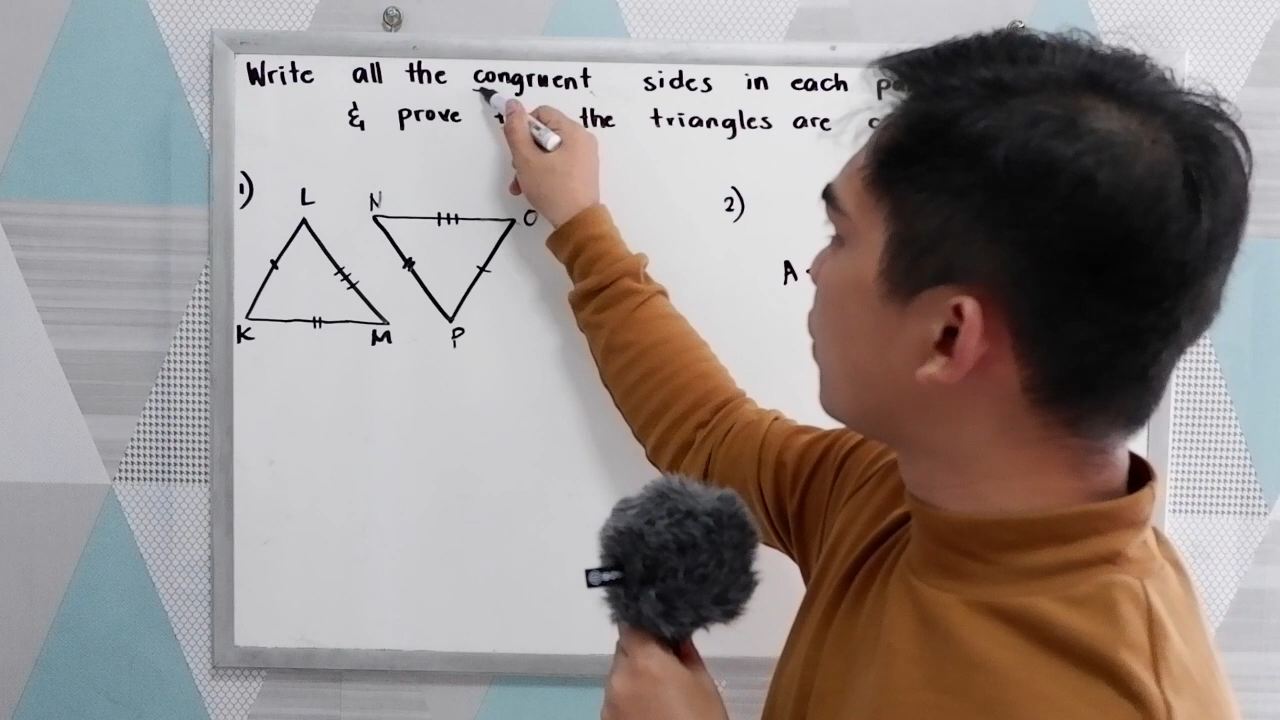 Write all the congruent sides in each
& prove the triangles are
1)
L
N
O
K
M
P
2)
A